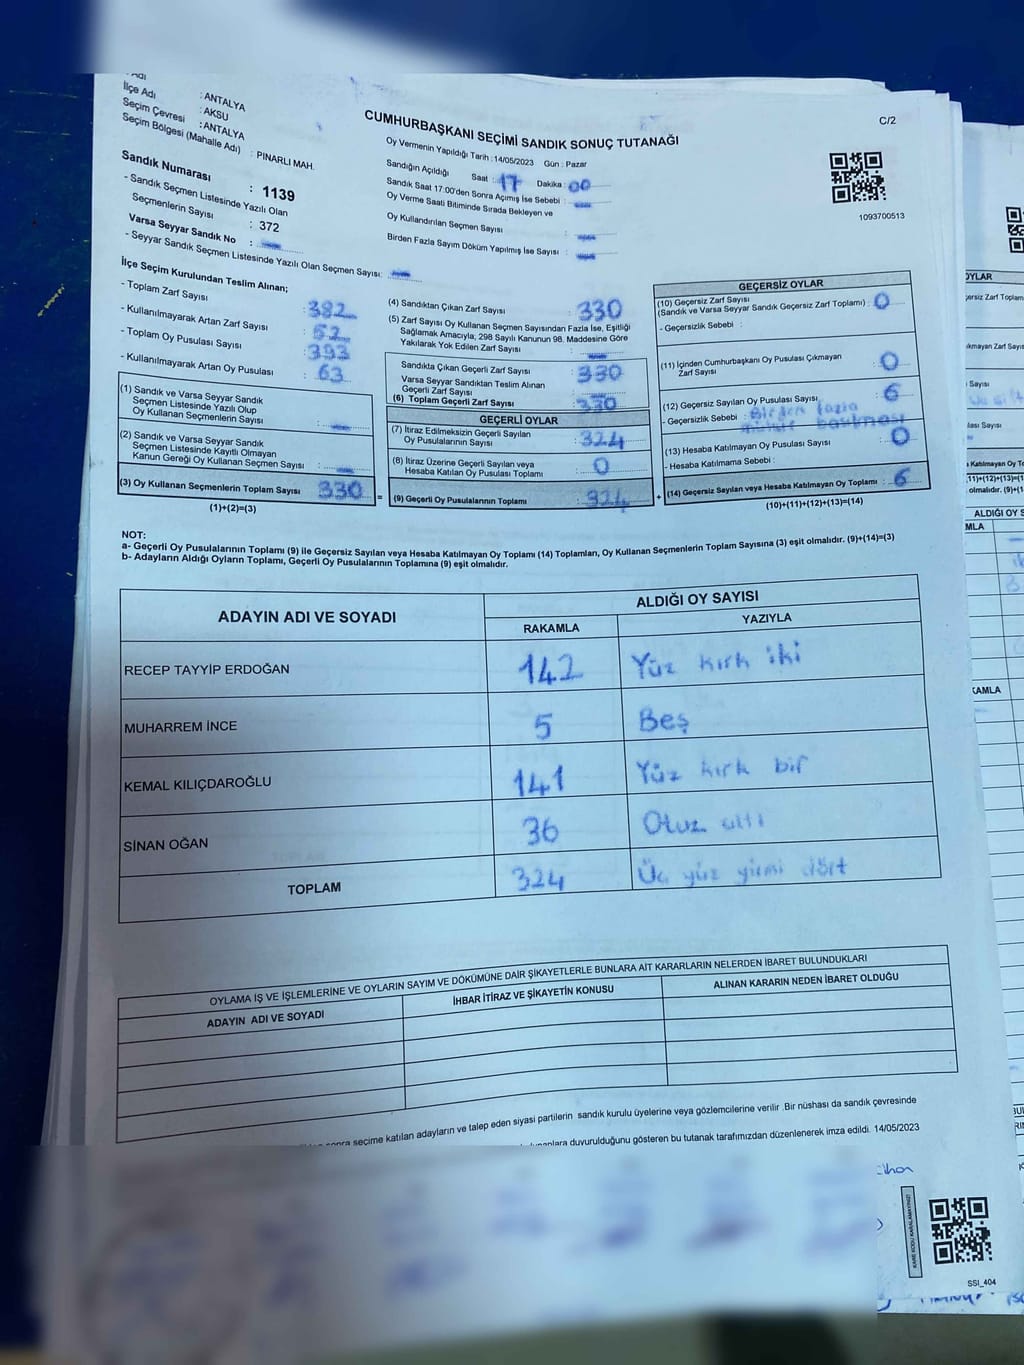 C/2
İlçe Adı : ANTALYA
Seçim Çevresi : AKSU
Seçim Bölgesi (Mahalle Adı) : ANTALYA
: PINARLI MAH.
CUMHURBAŞKANI SEÇİMİ SANDIK SONUÇ TUTANAĞI
Oy Vermenin Yapıldığı Tarih :14/05/2023 Gün : Pazar
Sandığın Açıldığı Saat : 17 Dakika : 00
Sandık Saat 17.00'den Sonra Açımış İse Sebebi :
Oy Verme Saati Bitiminde Sırada Bekleyen ve
Oy Kullandırılan Seçmen Sayısı :
Birden Fazla Sayım Döküm Yapılmış İse Sayısı :
1093700513
Sandık Numarası : 1139
- Sandık Seçmen Listesinde Yazılı Olan
Seçmenlerin Sayısı : 372
Varsa Seyyar Sandık No :
- Seyyar Sandık Seçmen Listesinde Yazılı Olan Seçmen Sayısı:
İlçe Seçim Kurulundan Teslim Alınan;
- Toplam Zarf Sayısı : 382
- Kullanılmayarak Artan Zarf Sayısı : 52
- Toplam Oy Pusulası Sayısı : 393
- Kullanılmayarak Artan Oy Pusulası : 63
(1) Sandık ve Varsa Seyyar Sandık
Seçmen Listesinde Yazılı Olup
Oy Kullanan Seçmenlerin Sayısı :
(2) Sandık ve Varsa Seyyar Sandık
Seçmen Listesinde Kayıtlı Olmayan
Kanun Gereği Oy Kullanan Seçmen Sayısı :
(3) Oy Kullanan Seçmenlerin Toplam Sayısı : 330
(1)+(2)=(3)
=
(4) Sandıktan Çıkan Zarf Sayısı : 330
(5) Zarf Sayısı Oy Kullanan Seçmen Sayısından Fazla İse, Eşitliği
Sağlamak Amacıyla, 298 Sayılı Kanunun 98. Maddesine Göre
Yakılarak Yok Edilen Zarf Sayısı :
Sandıkta Çıkan Geçerli Zarf Sayısı : 330
Varsa Seyyar Sandıktan Teslim Alınan
Geçerli Zarf Sayısı :
(6) Toplam Geçerli Zarf Sayısı : 330
GEÇERLİ OYLAR
(7) İtiraz Edilmeksizin Geçerli Sayılan
Oy Pusulalarının Sayısı : 324
(8) İtiraz Üzerine Geçerli Sayılan veya
Hesaba Katılan Oy Pusulası Toplamı : 0
(9) Geçerli Oy Pusulalarının Toplamı : 324
+
GEÇERSİZ OYLAR
(10) Geçersiz Zarf Sayısı
(Sandık ve Varsa Seyyar Sandık Geçersiz Zarf Toplamı) : 0
- Geçersizlik Sebebi :
(11) İçinden Cumhurbaşkanı Oy Pusulası Çıkmayan
Zarf Sayısı : 0
(12) Geçersiz Sayılan Oy Pusulası Sayısı : 6
- Geçersizlik Sebebi : Birden fazla
mühür basılması
(13) Hesaba Katılmayan Oy Pusulası Sayısı : 0
- Hesaba Katılmama Sebebi :
(14) Geçersiz Sayılan veya Hesaba Katılmayan Oy Toplamı : 6
(10)+(11)+(12)+(13)=(14)
NOT:
a- Geçerli Oy Pusulalarının Toplamı (9) ile Geçersiz Sayılan veya Hesaba Katılmayan Oy Toplamı (14) Toplamları, Oy Kullanan Seçmenlerin Toplam Sayısına (3) eşit olmalıdır. (9)+(14)=(3)
b- Adayların Aldığı Oyların Toplamı, Geçerli Oy Pusulalarının Toplamına (9) eşit olmalıdır.
ADAYIN ADI VE SOYADI ALDIĞI OY SAYISI
RAKAMLA YAZIYLA
RECEP TAYYİP ERDOĞAN 142 Yüz kırk iki
MUHARREM İNCE 5 Beş
KEMAL KILIÇDAROĞLU 141 Yüz kırk bir
SİNAN OĞAN 36 Otuz altı
TOPLAM 324 Üç yüz yirmi dört
OYLAMA İŞ VE İŞLEMLERİNE VE OYLARIN SAYIM VE DÖKÜMÜNE DAİR ŞİKAYETLERLE BUNLARA AİT KARARLARIN NELERDEN İBARET BULUNDUKLARI
ADAYIN ADI VE SOYADI İHBAR İTİRAZ VE ŞİKAYETİN KONUSU ALINAN KARARIN NEDEN İBARET OLDUĞU
sonra seçime katılan adayların ve talep eden siyasi partilerin sandık kurulu üyelerine veya gözlemcilerine verilir .Bir nüshası da sandık çevresinde
duyurulduğunu gösteren bu tutanak tarafımızdan düzenlenerek imza edildi. 14/05/2023
KARE KODU KARALAMAYINIZ!
SSİ_404